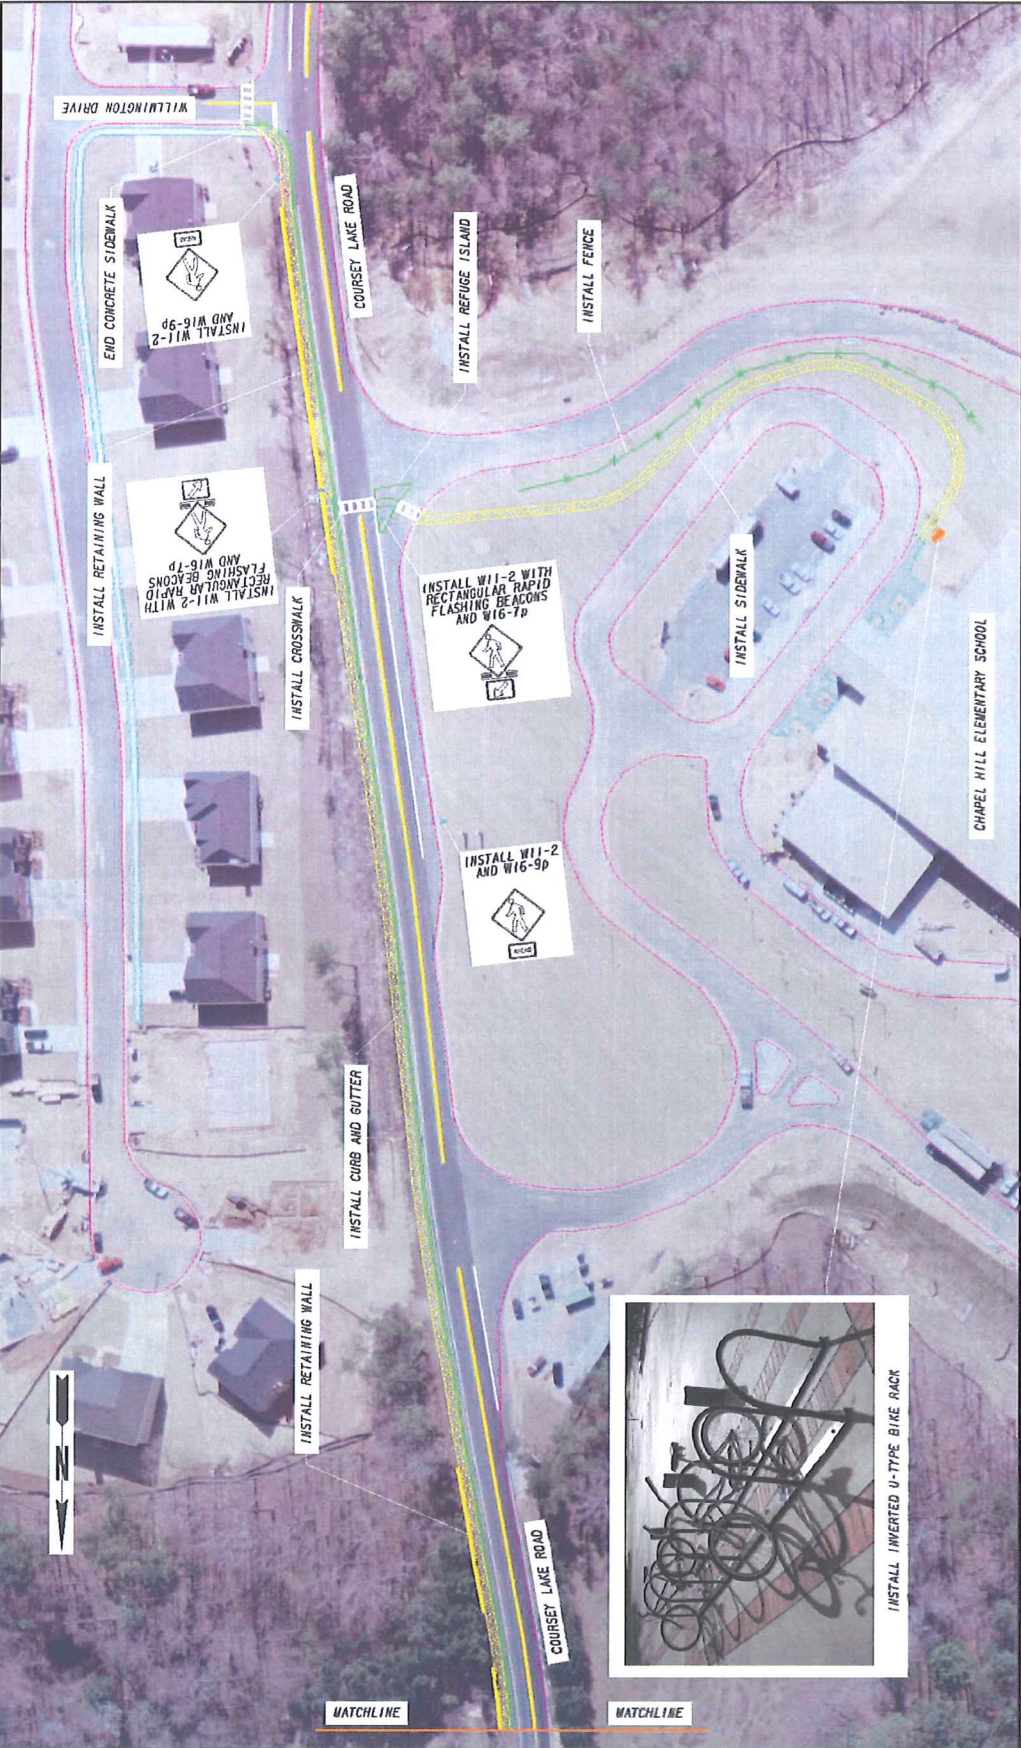 WILLMINGTON DRIVE
END CONCRETE SIDEWALK
AHEAD
INSTALL W11-2
AND W16-9p
COURSEY LAKE ROAD
INSTALL REFUGE ISLAND
INSTALL FENCE
INSTALL RETAINING WALL
INSTALL W11-2 WITH
RECTANGULAR RAPID
FLASHING BEACONS
AND W16-7p
INSTALL CROSSWALK
INSTALL W11-2 WITH
RECTANGULAR RAPID
FLASHING BEACONS
AND W16-7p
INSTALL SIDEWALK
CHAPEL HILL ELEMENTARY SCHOOL
INSTALL W11-2
AND W16-9p
AHEAD
INSTALL CURB AND GUTTER
INSTALL RETAINING WALL
N
COURSEY LAKE ROAD
INSTALL INVERTED U-TYPE BIKE RACK
MATCHLINE
MATCHLINE